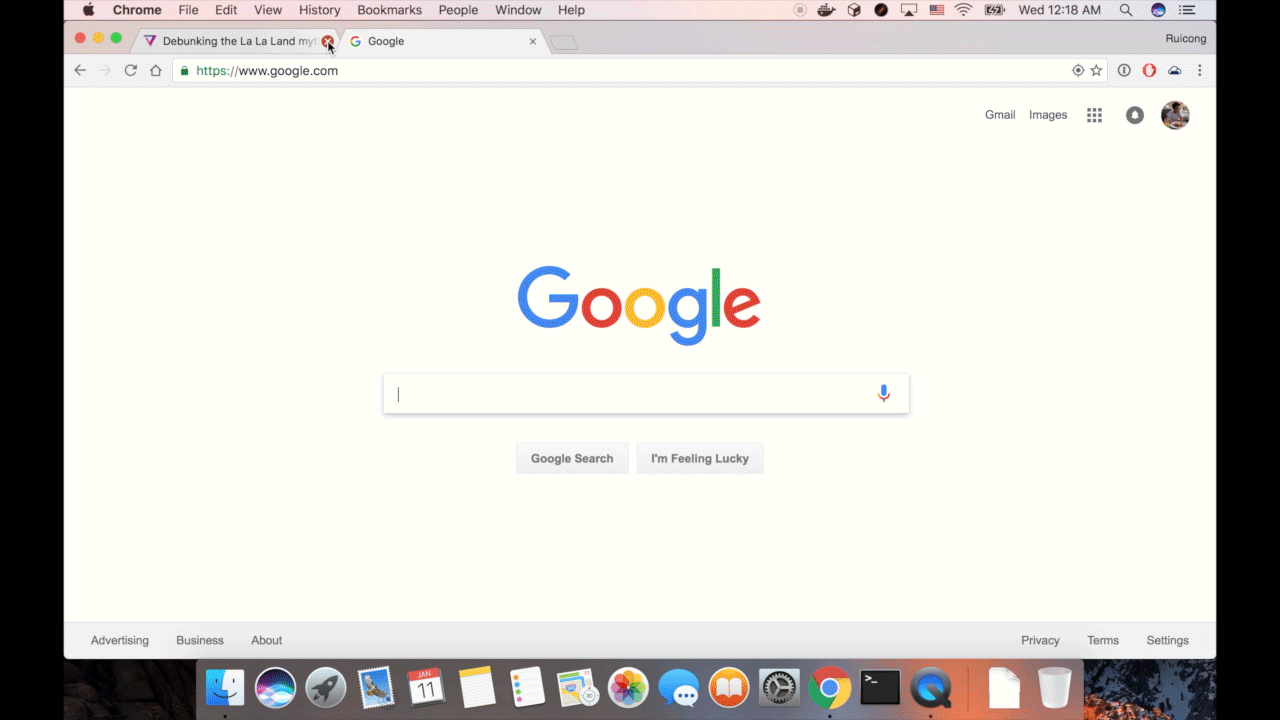 Chrome File Edit View History Bookmarks People Window Help Wed 12:18 AM
Debunking the La La Land myt Google Ruicong
https://www.google.com
Gmail Images
Google
Google Search I'm Feeling Lucky
Advertising Business About Privacy Terms Settings
JAN
11
>_